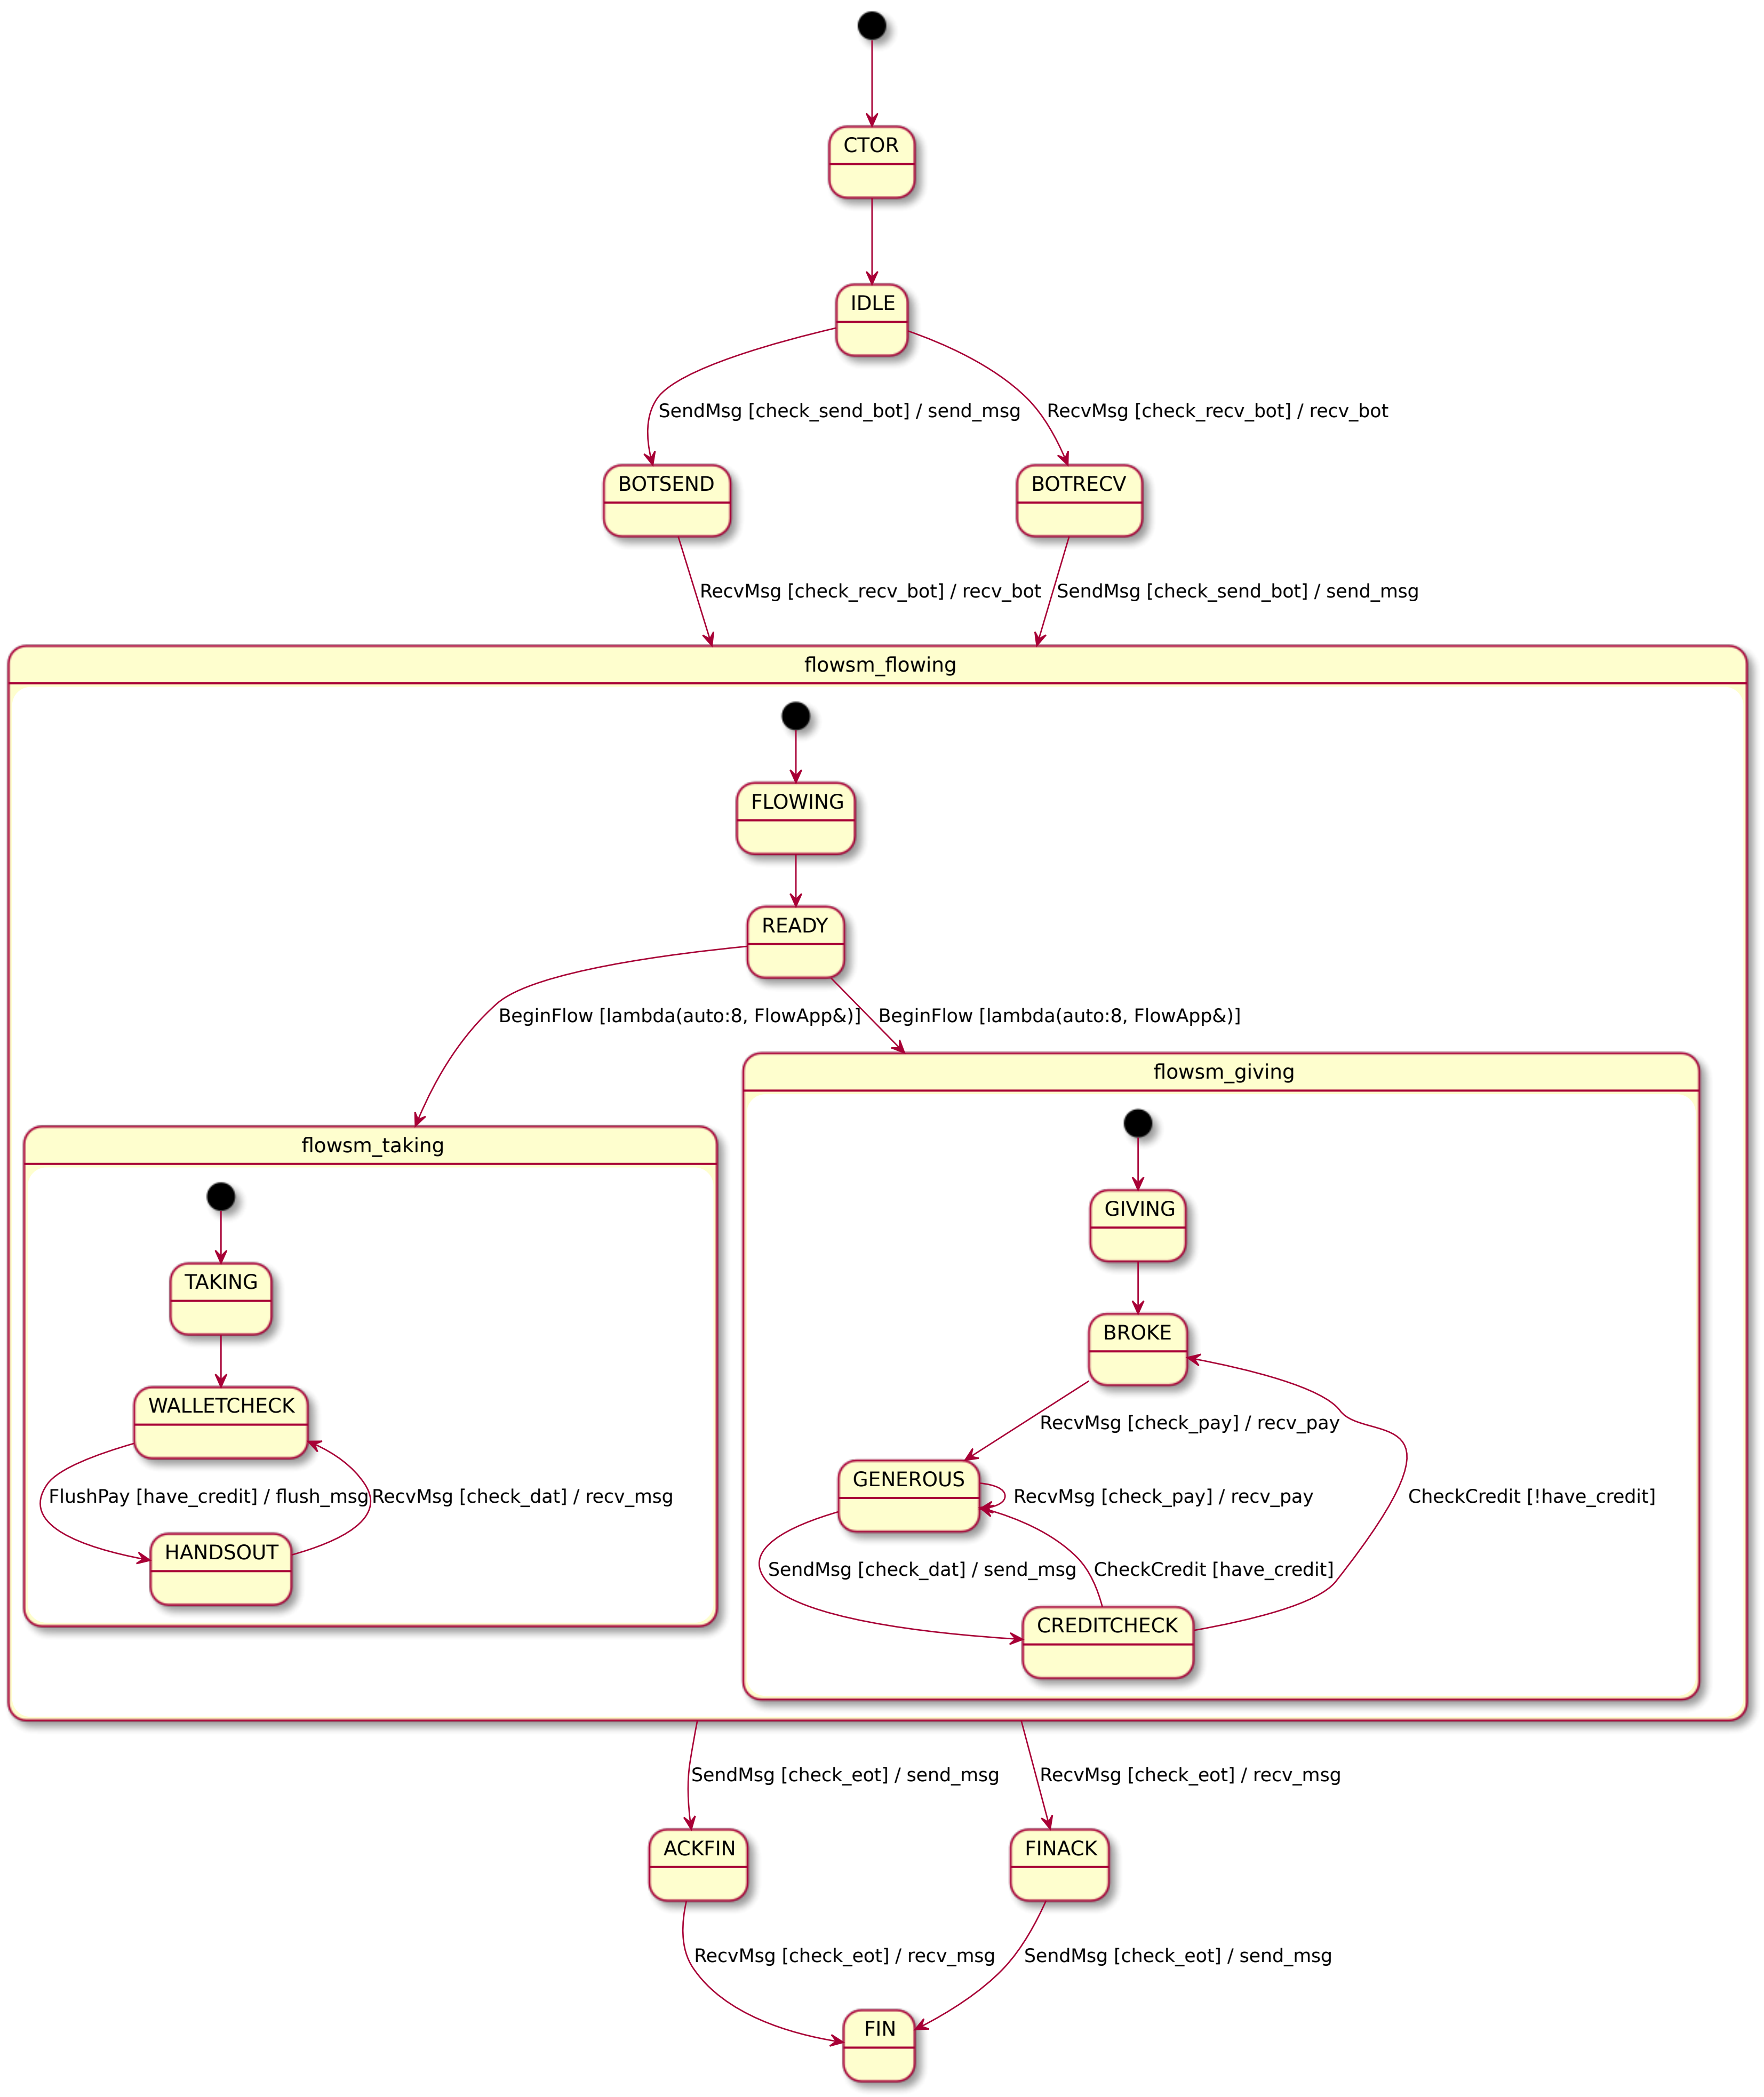 CTOR
IDLE
SendMsg [check_send_bot] / send_msg
RecvMsg [check_recv_bot] / recv_bot
BOTSEND
BOTRECV
RecvMsg [check_recv_bot] / recv_bot
SendMsg [check_send_bot] / send_msg
flowsm_flowing
FLOWING
READY
BeginFlow [lambda(auto:8, FlowApp&)]
BeginFlow [lambda(auto:8, FlowApp&)]
flowsm_giving
flowsm_taking
GIVING
TAKING
BROKE
WALLETCHECK
RecvMsg [check_pay] / recv_pay
GENEROUS
FlushPay [have_credit] / flush_msg
RecvMsg [check_dat] / recv_msg
RecvMsg [check_pay] / recv_pay
CheckCredit [!have_credit]
HANDSOUT
SendMsg [check_dat] / send_msg
CheckCredit [have_credit]
CREDITCHECK
SendMsg [check_eot] / send_msg
RecvMsg [check_eot] / recv_msg
ACKFIN
FINACK
RecvMsg [check_eot] / recv_msg
SendMsg [check_eot] / send_msg
FIN